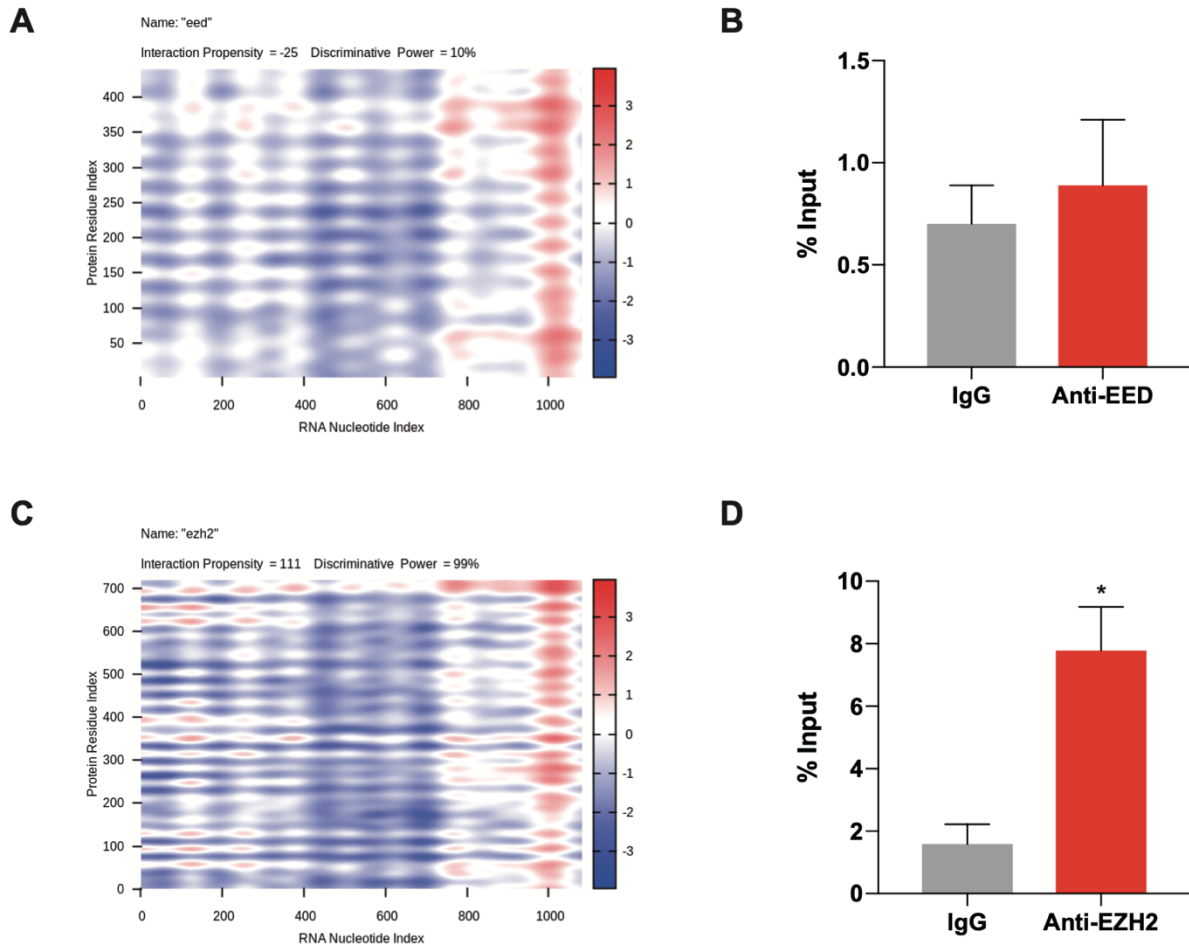 A
Name: "eed"
Interaction Propensity = -25 Discriminative Power = 10%
Protein Residue Index
400
350
300
250
200
150
100
50
0
200
400
600
800
1000
RNA Nucleotide Index
3
2
1
0
-1
-2
-3
B
% Input
1.5
1.0
0.5
0.0
IgG
Anti-EED
C
Name: "ezh2"
Interaction Propensity = 111 Discriminative Power = 99%
Protein Residue Index
700
600
500
400
300
200
100
0
0
200
400
600
800
1000
RNA Nucleotide Index
3
2
1
0
-1
-2
-3
D
% Input
10
8
6
4
2
0
*
IgG
Anti-EZH2